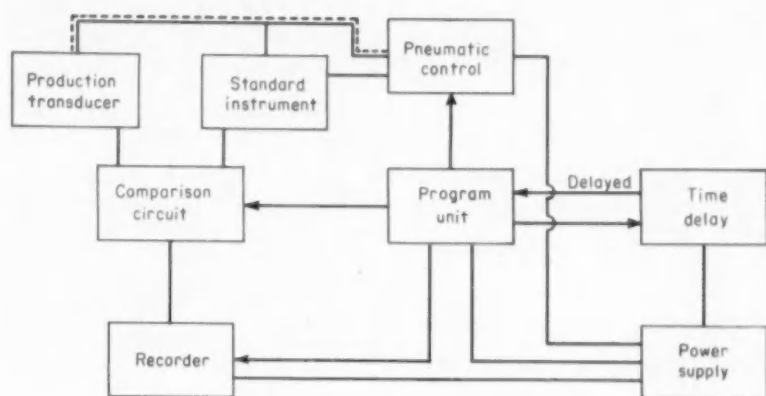 Production
transducer
Standard
instrument
Pneumatic
control
Comparison
circuit
Program
unit
Delayed
Time
delay
Recorder
Power
supply